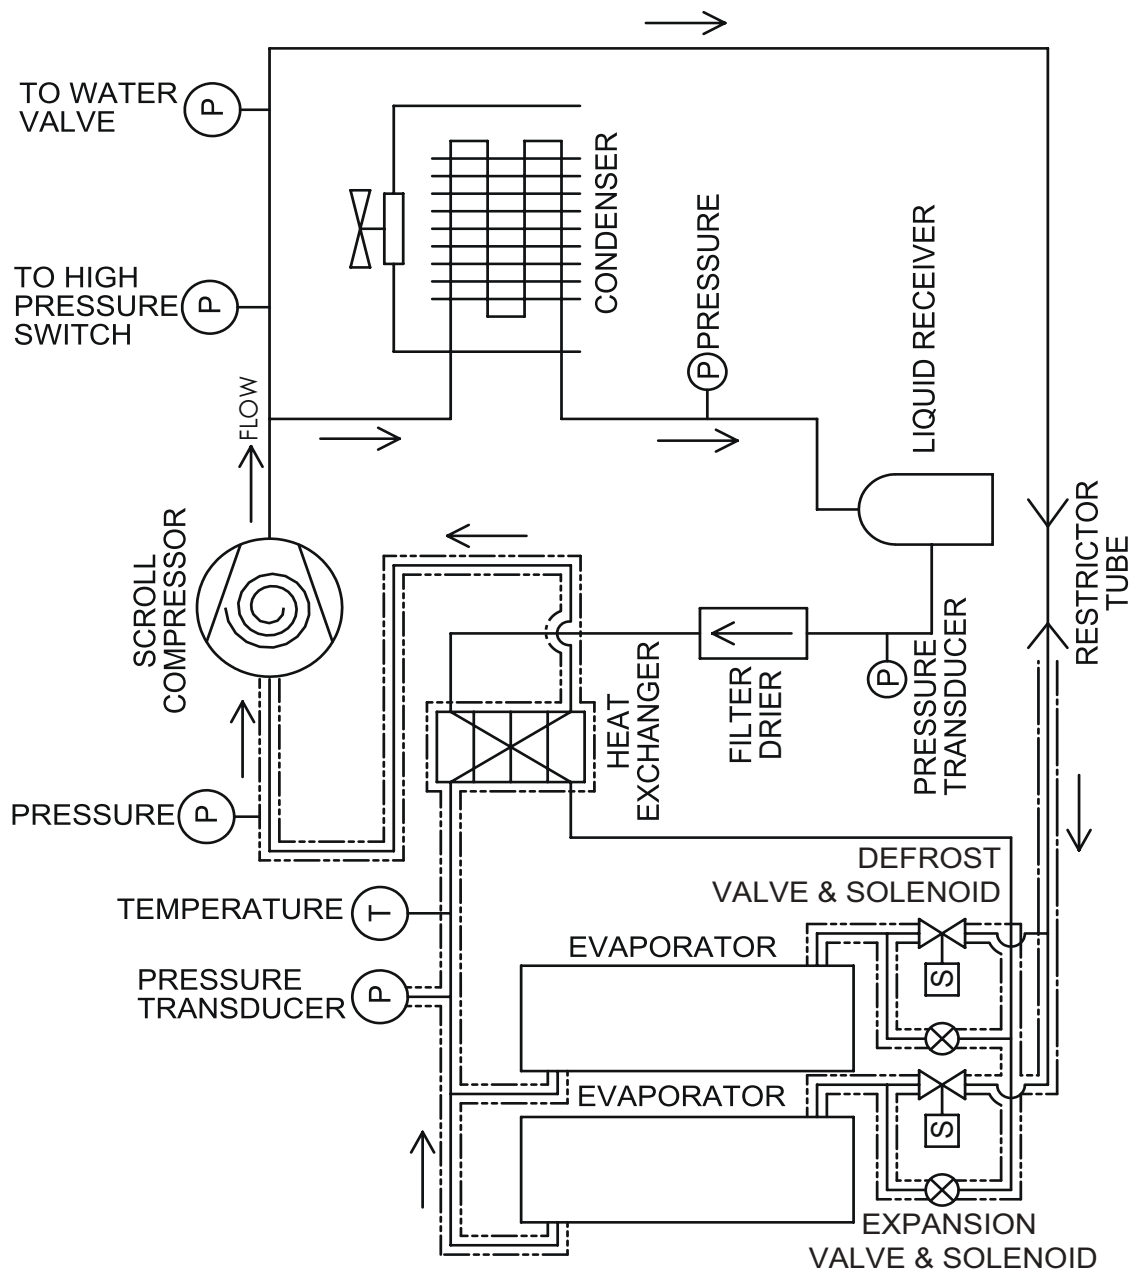 TO WATER
VALVE
P
TO HIGH
PRESSURE
SWITCH
P
FLOW
CONDENSER
PRESSURE
P
LIQUID RECEIVER
SCROLL
COMPRESSOR
RESTRICTOR
TUBE
HEAT
EXCHANGER
FILTER
DRIER
P
PRESSURE
TRANSDUCER
PRESSURE
P
TEMPERATURE
T
PRESSURE
TRANSDUCER
P
DEFROST
VALVE & SOLENOID
EVAPORATOR
S
EVAPORATOR
S
EXPANSION
VALVE & SOLENOID